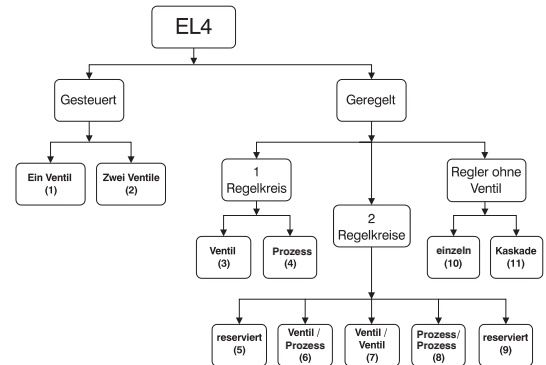 EL4
Gesteuert
Geregelt
Ein Ventil
(1)
Zwei Ventile
(2)
1
Regelkreis
2
Regelkreise
Regler ohne
Ventil
Ventil
(3)
Prozess
(4)
einzeln
(10)
Kaskade
(11)
reserviert
(5)
Ventil /
Prozess
(6)
Ventil /
Ventil
(7)
Prozess/
Prozess
(8)
reserviert
(9)